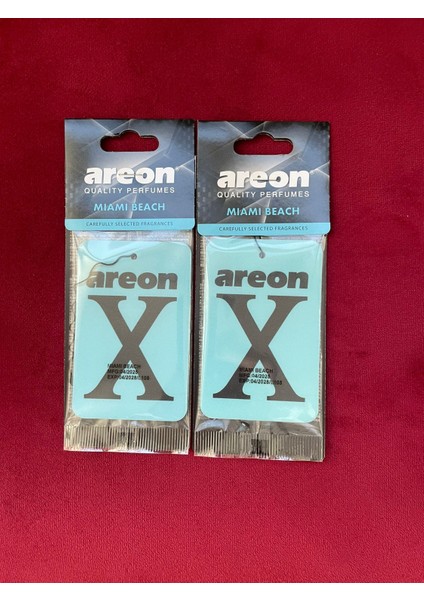 areon
QUALITY PERFUMES
MIAMI BEACH
CAREFULLY SELECTED FRAGRANCES
areon
X
MIAMI BEACH
areon
QUALITY PERFUMES
MIAMI BEACH
CAREFULLY SELECTED FRAGRANCES
areon
X
MIAMI BEACH